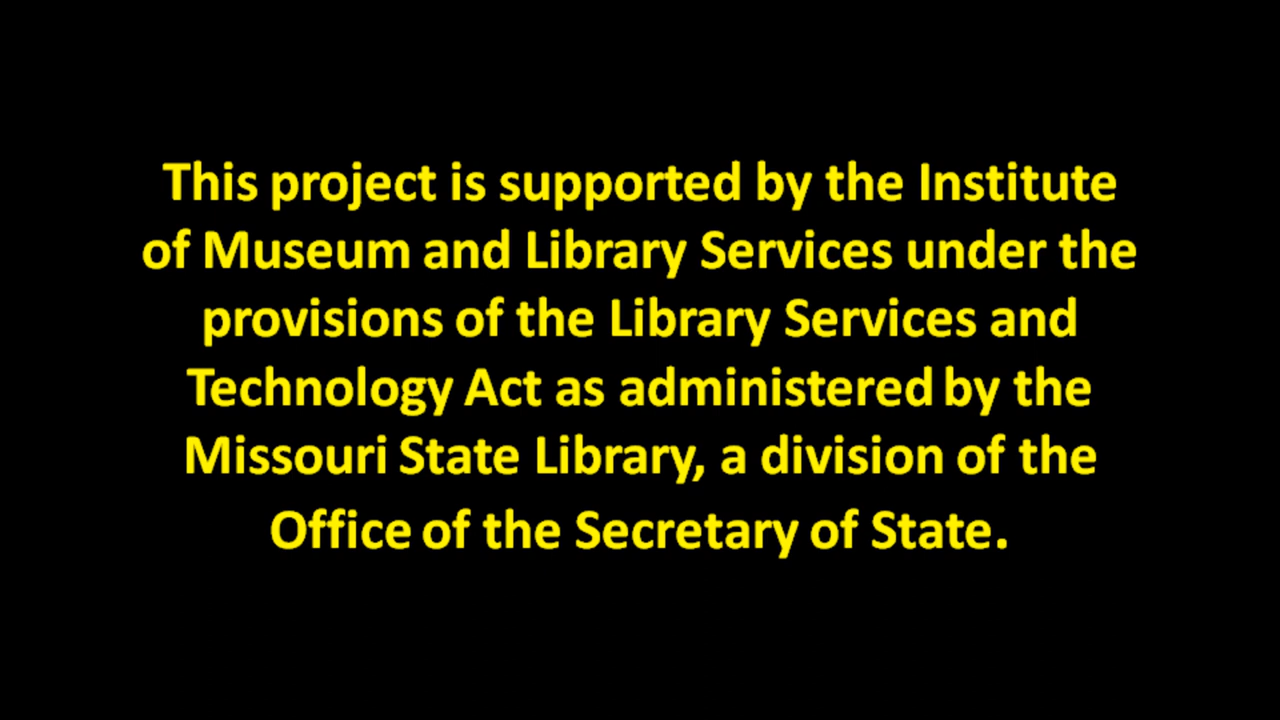 This project is supported by the Institute
of Museum and Library Services under the
provisions of the Library Services and
Technology Act as administered by the
Missouri State Library, a division of the
Office of the Secretary of State.